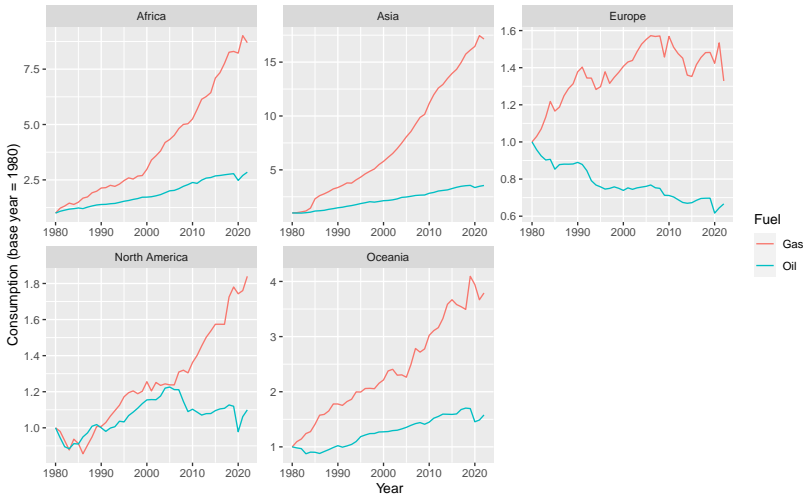 Africa
Asia
Europe
7.5
5.0
2.5
15
10
5
1.6
1.4
1.2
1.0
0.8
0.6
1980 1990 2000 2010 2020
1980 1990 2000 2010 2020
1980 1990 2000 2010 2020
Consumption (base year = 1980)
Fuel
Gas
Oil
North America
Oceania
1.8
1.6
1.4
1.2
1.0
4
3
2
1
1980 1990 2000 2010 2020
1980 1990 2000 2010 2020
Year